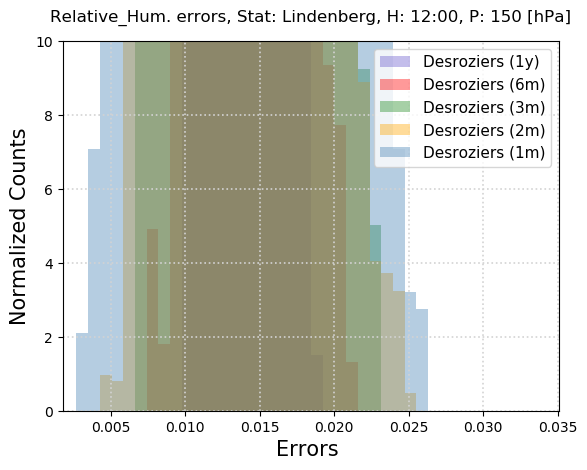 Relative_Hum. errors, Stat: Lindenberg, H: 12:00, P: 150 [hPa]
10
8
6
4
2
0
Normalized Counts
Desroziers (1y)
Desroziers (6m)
Desroziers (3m)
Desroziers (2m)
Desroziers (1m)
0.005 0.010 0.015 0.020 0.025 0.030 0.035
Errors